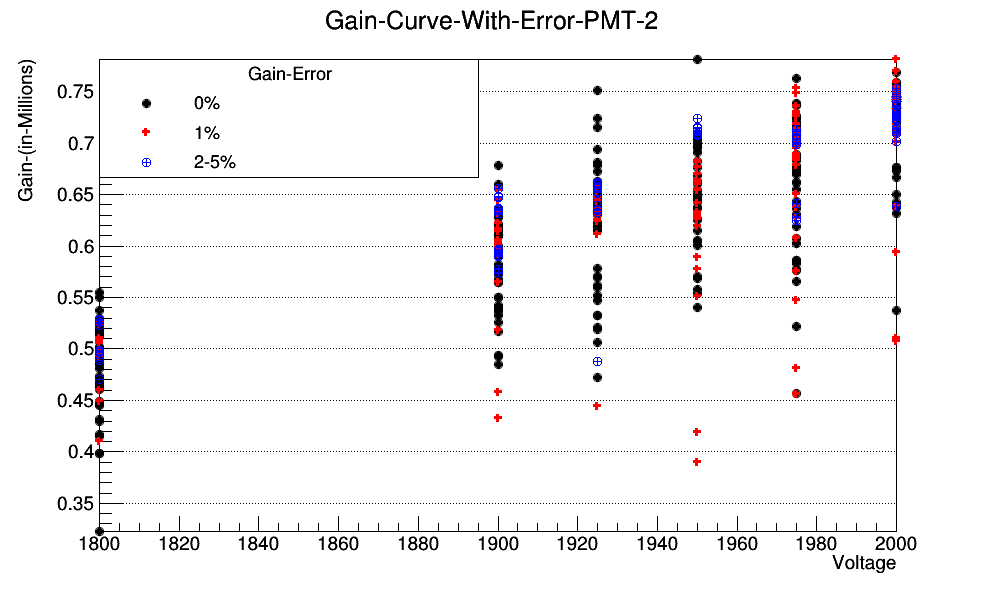 Gain-Curve-With-Error-PMT-2
Gain-(in-Millions)
Gain-Error
0%
1%
2-5%
0.75
0.7
0.65
0.6
0.55
0.5
0.45
0.4
0.35
1800 1820 1840 1860 1880 1900 1920 1940 1960 1980 2000
Voltage